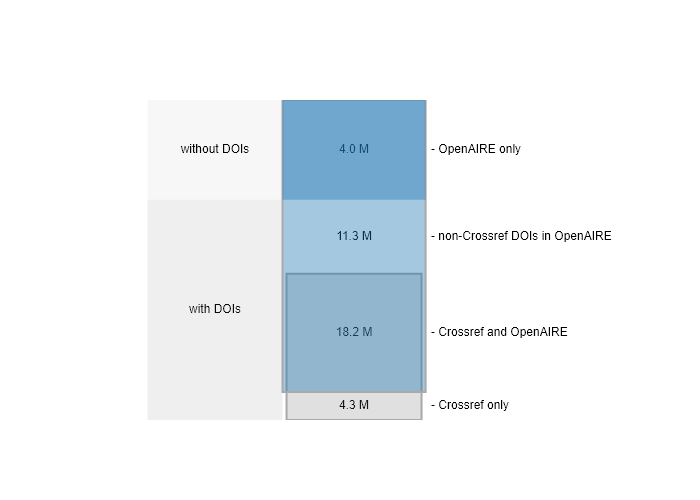 without DOIs
4.0 M
- OpenAIRE only
11.3 M
- non-Crossref DOIs in OpenAIRE
with DOIs
18.2 M
- Crossref and OpenAIRE
4.3 M
- Crossref only